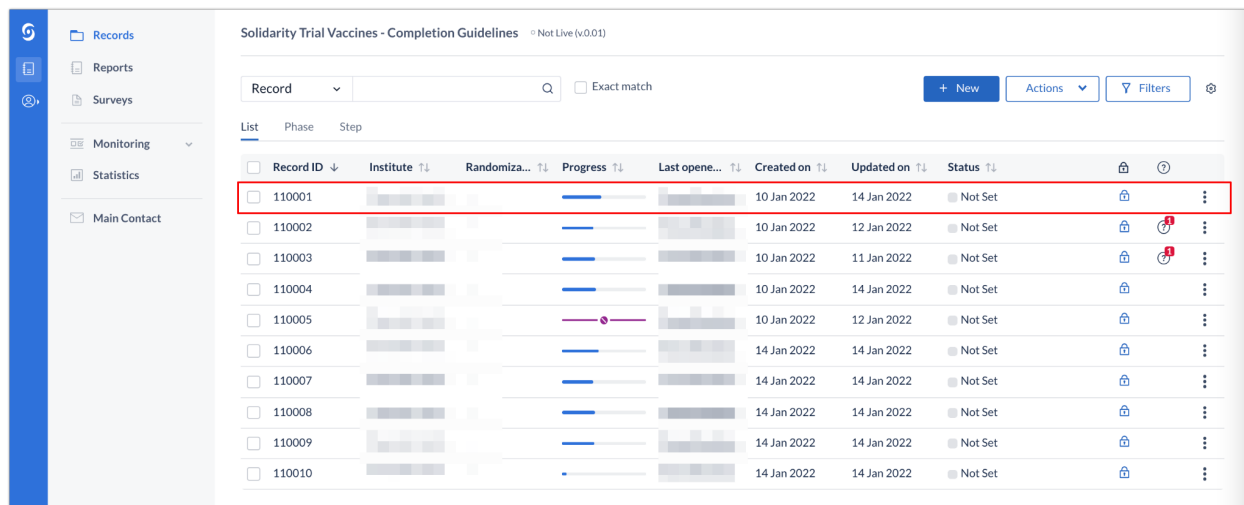 Solidarity Trial Vaccines - Completion Guidelines Not Live (v.0.01)
Records
Reports
Surveys
Monitoring
Statistics
Main Contact
Record Exact match + New Actions Filters
List Phase Step
Record ID Institute Randomiza... Progress Last opene... Created on Updated on Status
110001 10 Jan 2022 14 Jan 2022 Not Set
110002 10 Jan 2022 12 Jan 2022 Not Set 1
110003 10 Jan 2022 11 Jan 2022 Not Set 1
110004 10 Jan 2022 14 Jan 2022 Not Set
110005 10 Jan 2022 12 Jan 2022 Not Set
110006 14 Jan 2022 14 Jan 2022 Not Set
110007 14 Jan 2022 14 Jan 2022 Not Set
110008 14 Jan 2022 14 Jan 2022 Not Set
110009 14 Jan 2022 14 Jan 2022 Not Set
110010 14 Jan 2022 14 Jan 2022 Not Set